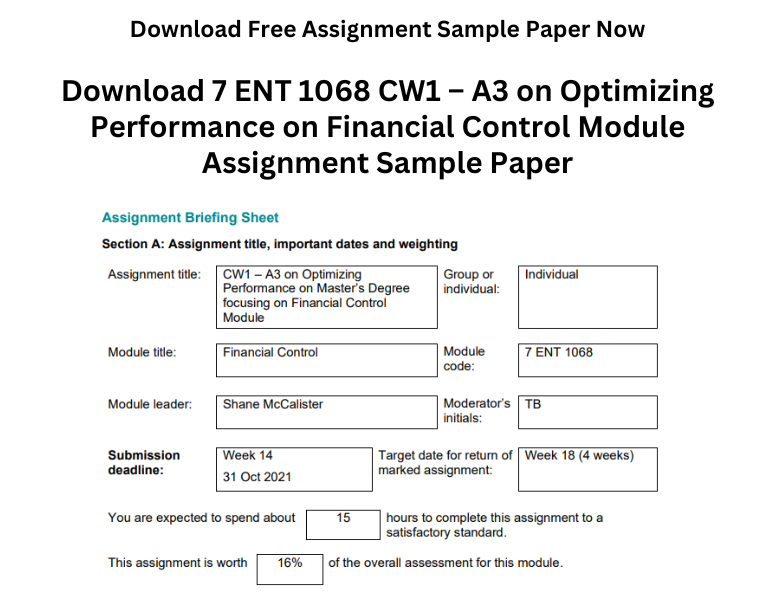 Download Free Assignment Sample Paper Now
Download 7 ENT 1068 CW1 – A3 on Optimizing
Performance on Financial Control Module
Assignment Sample Paper
Assignment Briefing Sheet
Section A: Assignment title, important dates and weighting
Assignment title:
CW1 – A3 on Optimizing
Performance on Master's Degree
focusing on Financial Control
Module
Group or
individual:
Individual
Module title:
Financial Control
Module
code:
7 ENT 1068
Module leader:
Shane McCalister
Moderator's
initials:
TB
Submission
deadline:
Week 14
31 Oct 2021
Target date for return of
marked assignment:
Week 18 (4 weeks)
You are expected to spend about
15
hours to complete this assignment to a
satisfactory standard.
This assignment is worth
16%
of the overall assessment for this module.